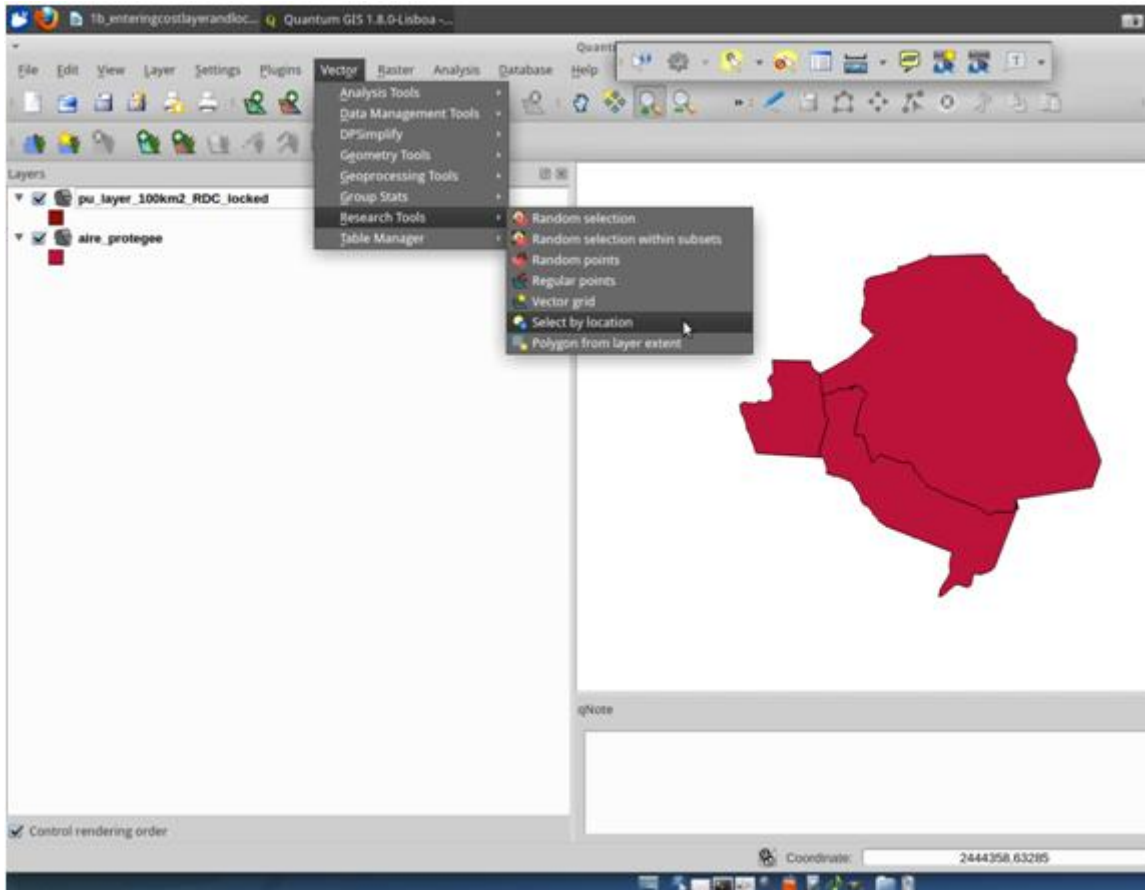 1b_enteringcostlayerandloc... Quantum GIS 1.8.0-Lisboa -...
File Edit View Layer Settings Plugins Vector Raster Analysis Database Help
Analysis Tools
Data Management Tools
DPSimplify
Geometry Tools
Geoprocessing Tools
Group Stats
Research Tools
Table Manager
Random selection
Random selection within subsets
Random points
Regular points
Vector grid
Select by location
Polygon from layer extent
Layers
pu_layer_100km2_RDC_locked
aire_protegee
qNote
Control rendering order
Coordinate: 2444358,63285